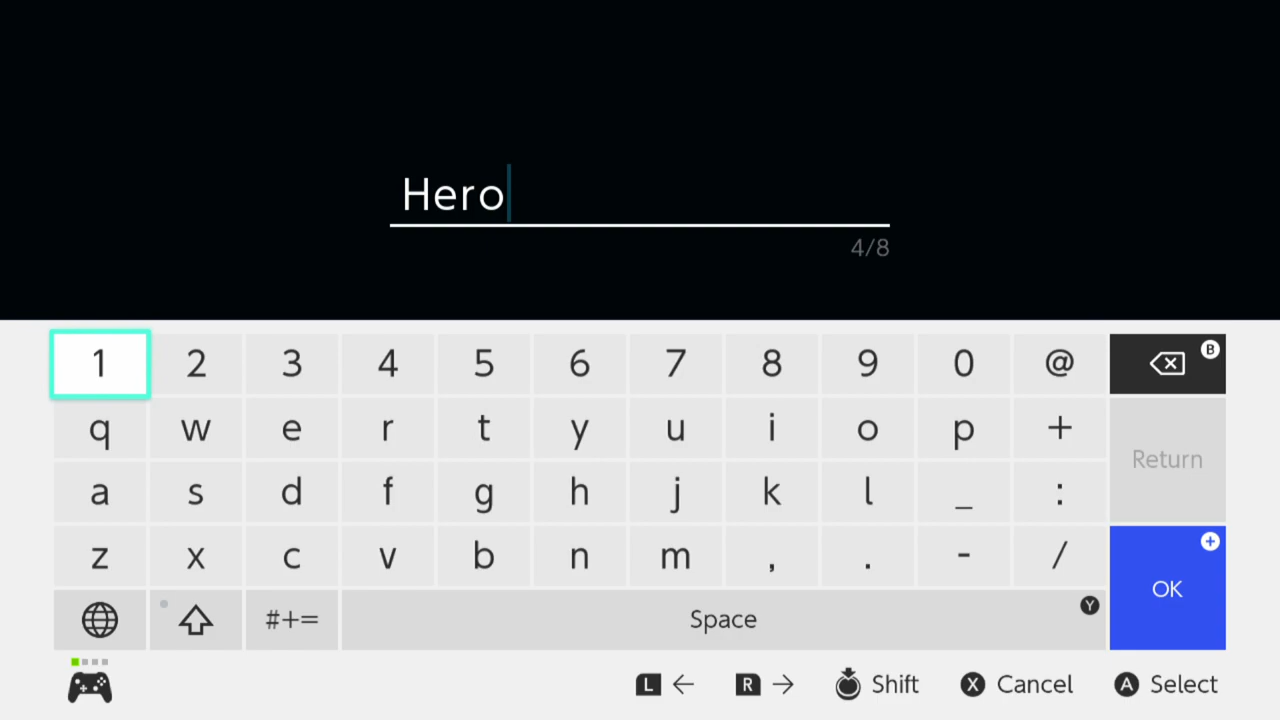 Hero
4/8
1 2 3 4 5 6 7 8 9 0 @ B
q w e r t y u i o p + Return
a s d f g h j k l _ :
z x c v b n m , . - / + OK
#+= Space Y
L ← R → Shift X Cancel A Select